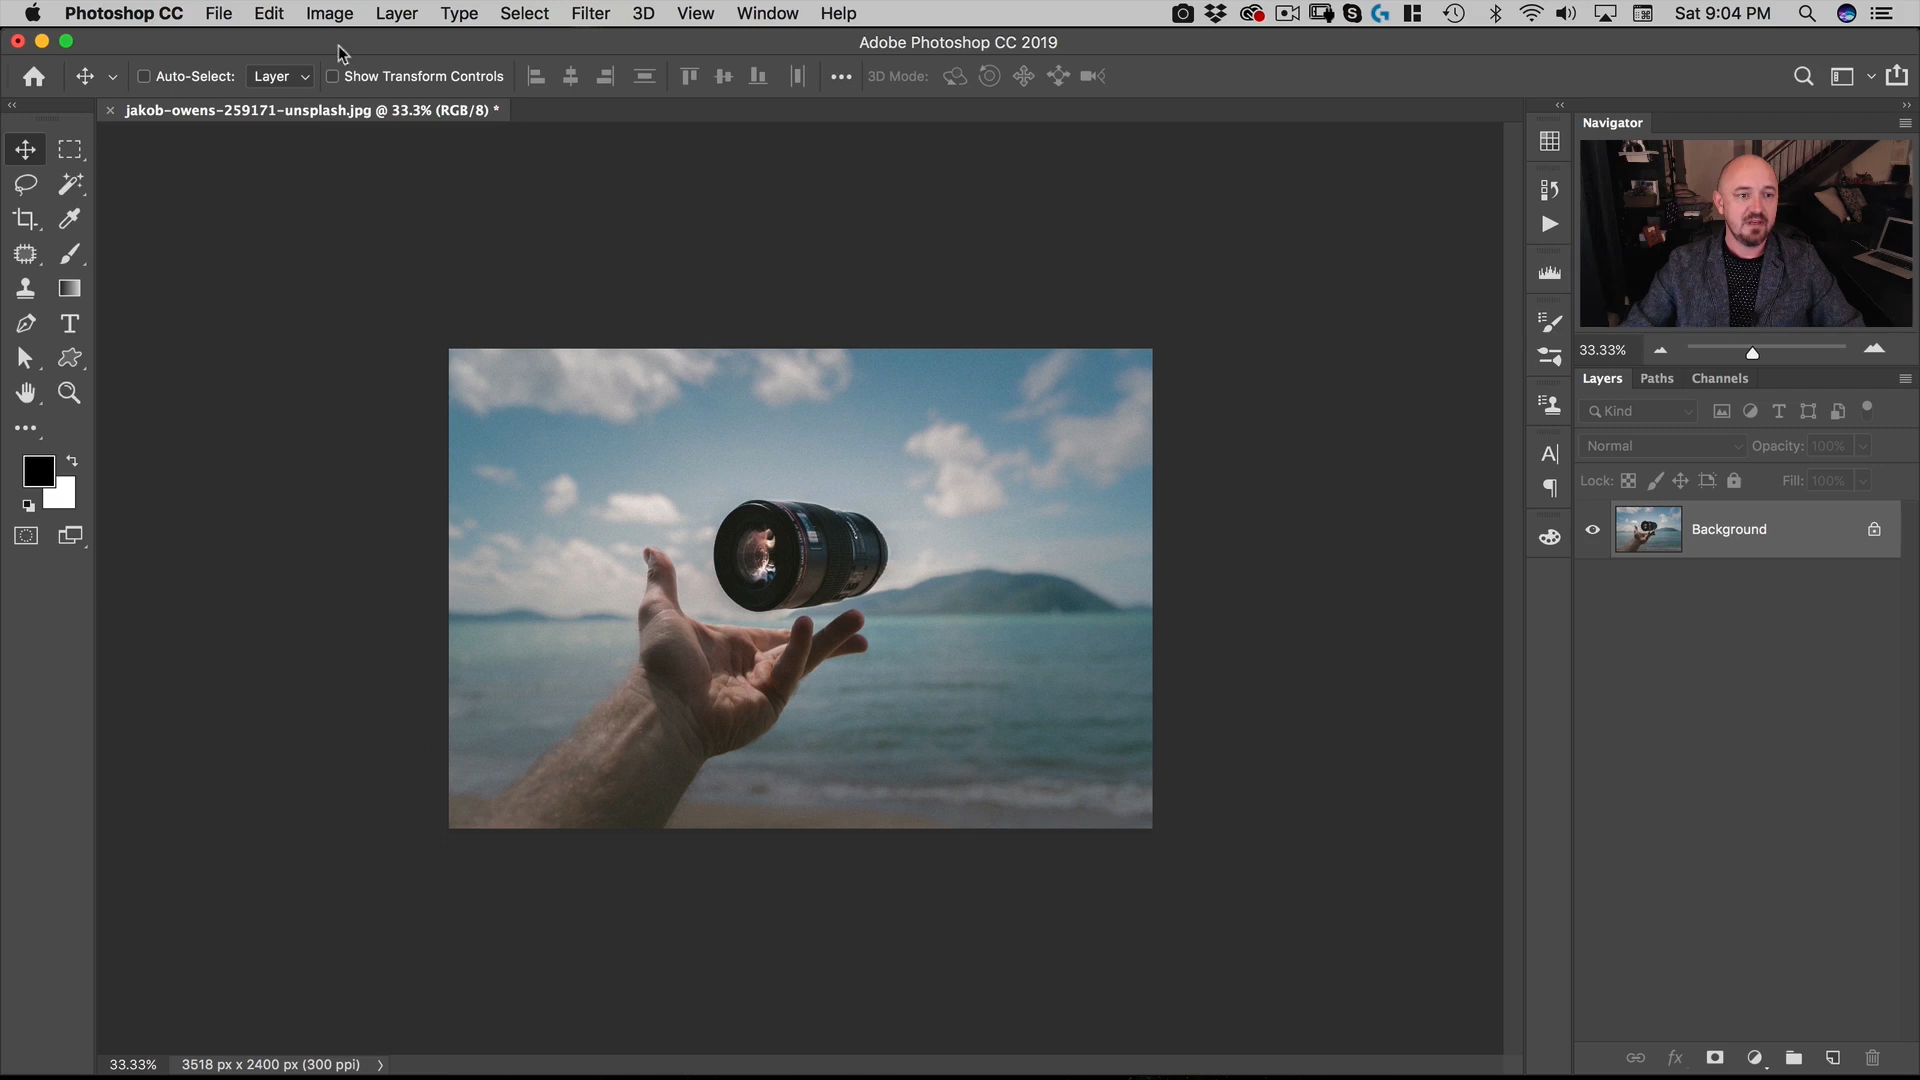 Photoshop CC File Edit Image Layer Type Select Filter 3D View Window Help Sat 9:04 PM
Adobe Photoshop CC 2019
Auto-Select: Layer Show Transform Controls 3D Mode:
jakob-owens-259171-unsplash.jpg @ 33.3% (RGB/8) *
Navigator
33.33%
Layers Paths Channels
Kind
Normal Opacity: 100%
Lock: Fill: 100%
Background
33.33% 3518 px x 2400 px (300 ppi)